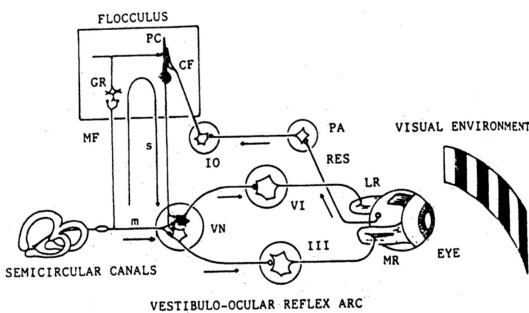 FLOCCULUS
PC
CF
GR
MF
s
IO
PA
RES
VISUAL ENVIRONMENT
LR
m
VN
VI
III
MR
EYE
SEMICIRCULAR CANALS
VESTIBULO-OCULAR REFLEX ARC